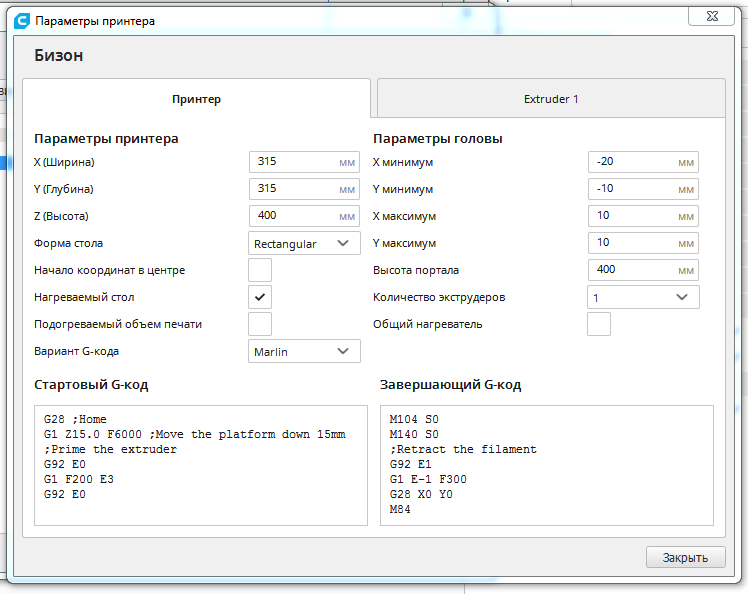 Параметры принтера
Бизон
Принтер
Extruder 1
Параметры принтера
X (Ширина) 315 мм
Y (Глубина) 315 мм
Z (Высота) 400 мм
Форма стола Rectangular
Начало координат в центре
Нагреваемый стол
Подогреваемый объем печати
Вариант G-кода Marlin
Параметры головы
X минимум -20 мм
Y минимум -10 мм
X максимум 10 мм
Y максимум 10 мм
Высота портала 400 мм
Количество экструдеров 1
Общий нагреватель
Стартовый G-код
G28 ;Home
G1 Z15.0 F6000 ;Move the platform down 15mm
;Prime the extruder
G92 E0
G1 F200 E3
G92 E0
Завершающий G-код
M104 S0
M140 S0
;Retract the filament
G92 E1
G1 E-1 F300
G28 X0 Y0
M84
Закрыть